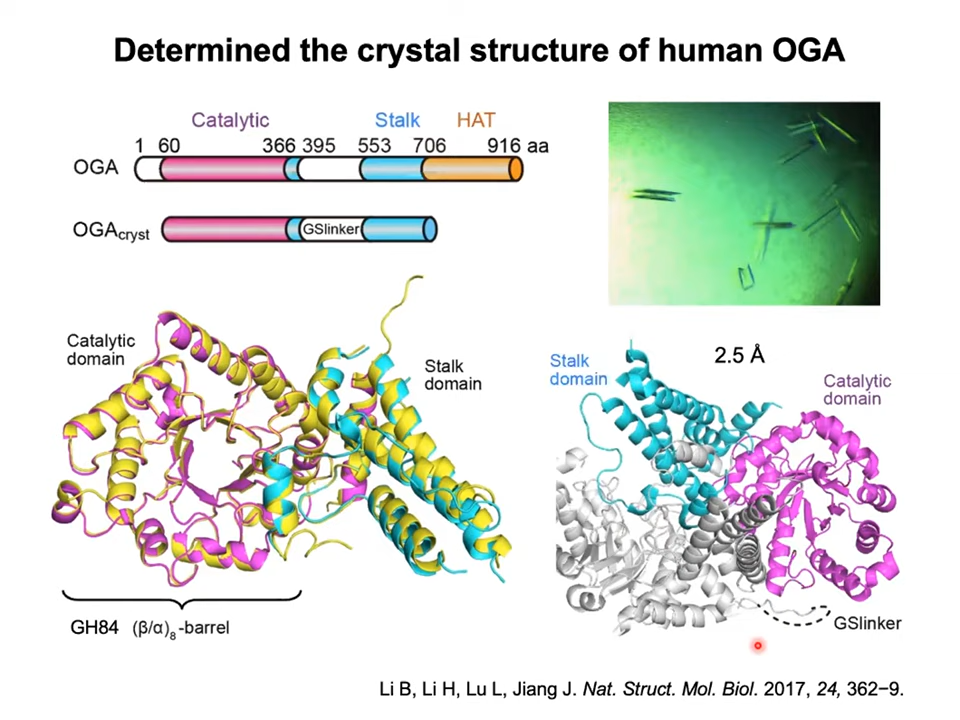 Determined the crystal structure of human OGA
Catalytic Stalk HAT
1 60 366 395 553 706 916 aa
OGA
OGAcryst GSlinker
Catalytic
domain
Stalk
domain
GH84 (β/α)8-barrel
Stalk
domain
2.5 Å
Catalytic
domain
GSlinker
Li B, Li H, Lu L, Jiang J. Nat. Struct. Mol. Biol. 2017, 24, 362−9.